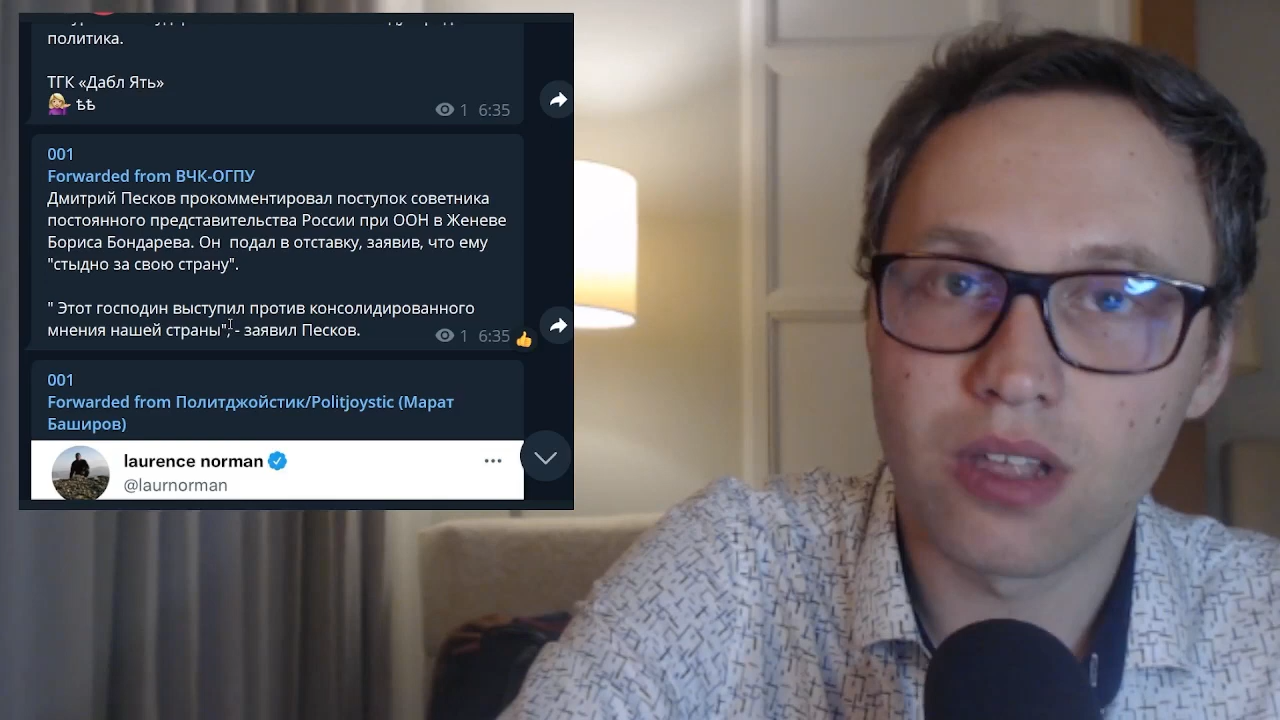 политика.
ТГК «Дабл Ять»
ѣѣ
1 6:35
001
Forwarded from ВЧК-ОГПУ
Дмитрий Песков прокомментировал поступок советника
постоянного представительства России при ООН в Женеве
Бориса Бондарева. Он подал в отставку, заявив, что ему
"стыдно за свою страну".
" Этот господин выступил против консолидированного
мнения нашей страны", - заявил Песков.
1 6:35
001
Forwarded from Политджойстик/Politjoystic (Марат
Баширов)
laurence norman
@laurnorman